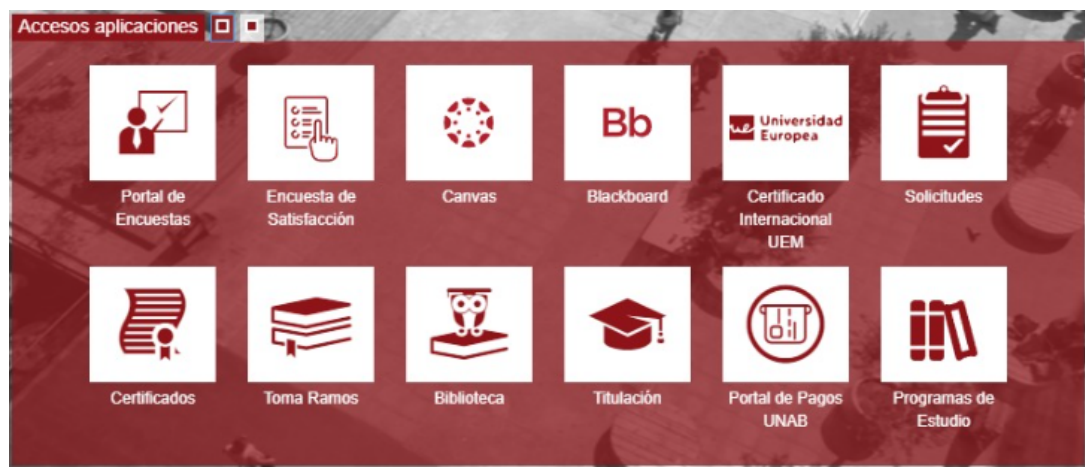 Accesos aplicaciones
Bb
ue Universidad
Europea
Portal de
Encuestas
Encuesta de
Satisfacción
Canvas
Blackboard
Certificado
Internacional
UEM
Solicitudes
Certificados
Toma Ramos
Biblioteca
Titulación
Portal de Pagos
UNAB
Programas de
Estudio